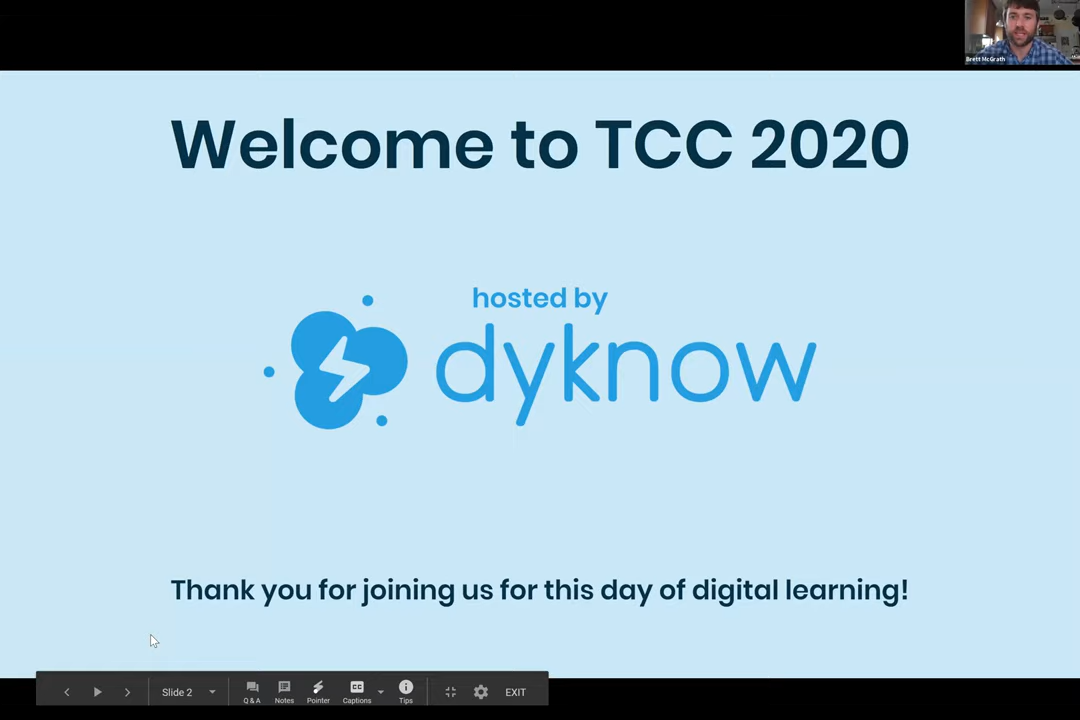 Brett McGrath
Welcome to TCC 2020
hosted by
dyknow
Thank you for joining us for this day of digital learning!
Slide 2
Q & A
Notes
Pointer
CC
Captions
Tips
EXIT